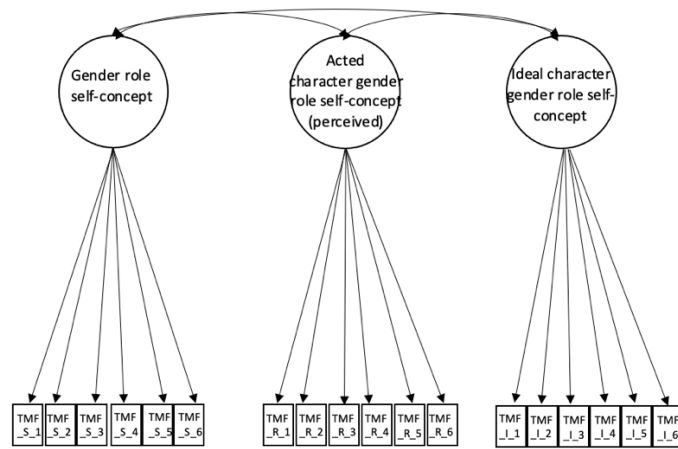 Gender role
self-concept
Acted
character gender
role self-concept
(perceived)
Ideal character
gender role self-
concept
TMF
_S_1
TMF
_S_2
TMF
_S_3
TMF
_S_4
TMF
_S_5
TMF
_S_6
TMF
_R_1
TMF
_R_2
TMF
_R_3
TMF
_R_4
TMF
_R_5
TMF
_R_6
TMF
_I_1
TMF
_I_2
TMF
_I_3
TMF
_I_4
TMF
_I_5
TMF
_I_6